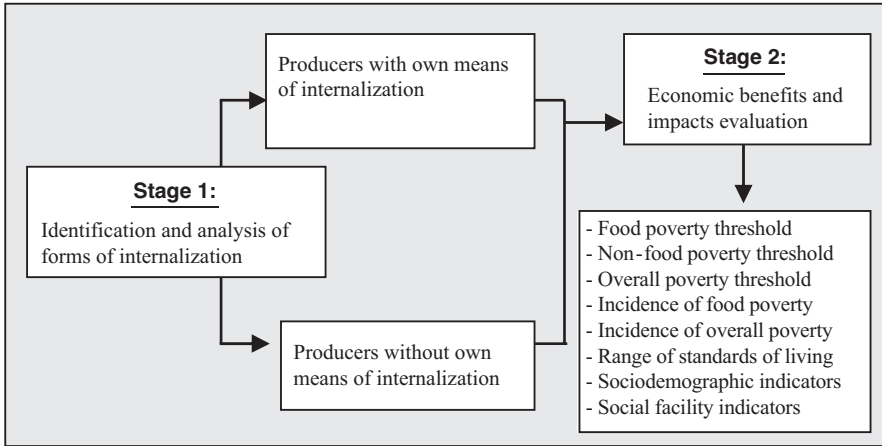 Stage 1:
Identification and analysis of
forms of internalization
Producers with own means
of internalization
Producers without own
means of internalization
Stage 2:
Economic benefits and
impacts evaluation
- Food poverty threshold
- Non-food poverty threshold
- Overall poverty threshold
- Incidence of food poverty
- Incidence of overall poverty
- Range of standards of living
- Sociodemographic indicators
- Social facility indicators